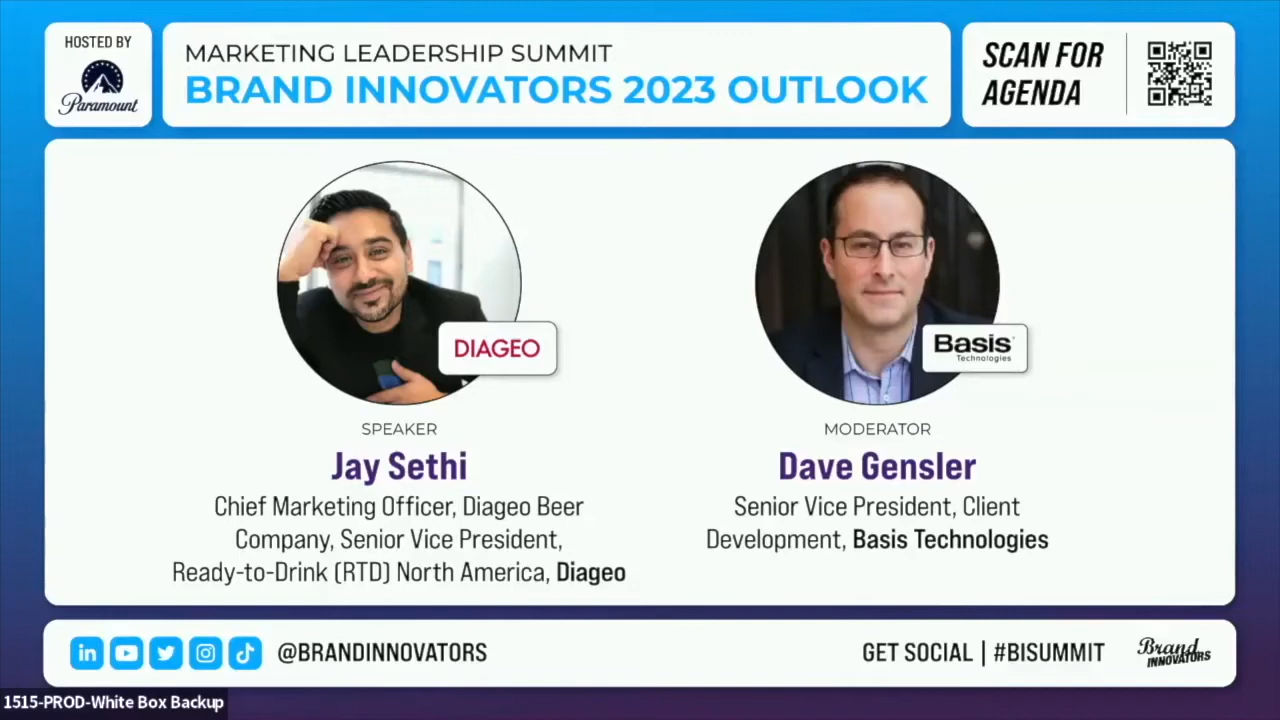 HOSTED BY
Paramount
MARKETING LEADERSHIP SUMMIT
BRAND INNOVATORS 2023 OUTLOOK
SCAN FOR
AGENDA
DIAGEO
Basis
Technologies
SPEAKER
Jay Sethi
Chief Marketing Officer, Diageo Beer
Company, Senior Vice President,
Ready-to-Drink (RTD) North America, Diageo
MODERATOR
Dave Gensler
Senior Vice President, Client
Development, Basis Technologies
in
@BRANDINNOVATORS
GET SOCIAL | #BISUMMIT
Brand
INNOVATORS
1515-PROD-White Box Backup